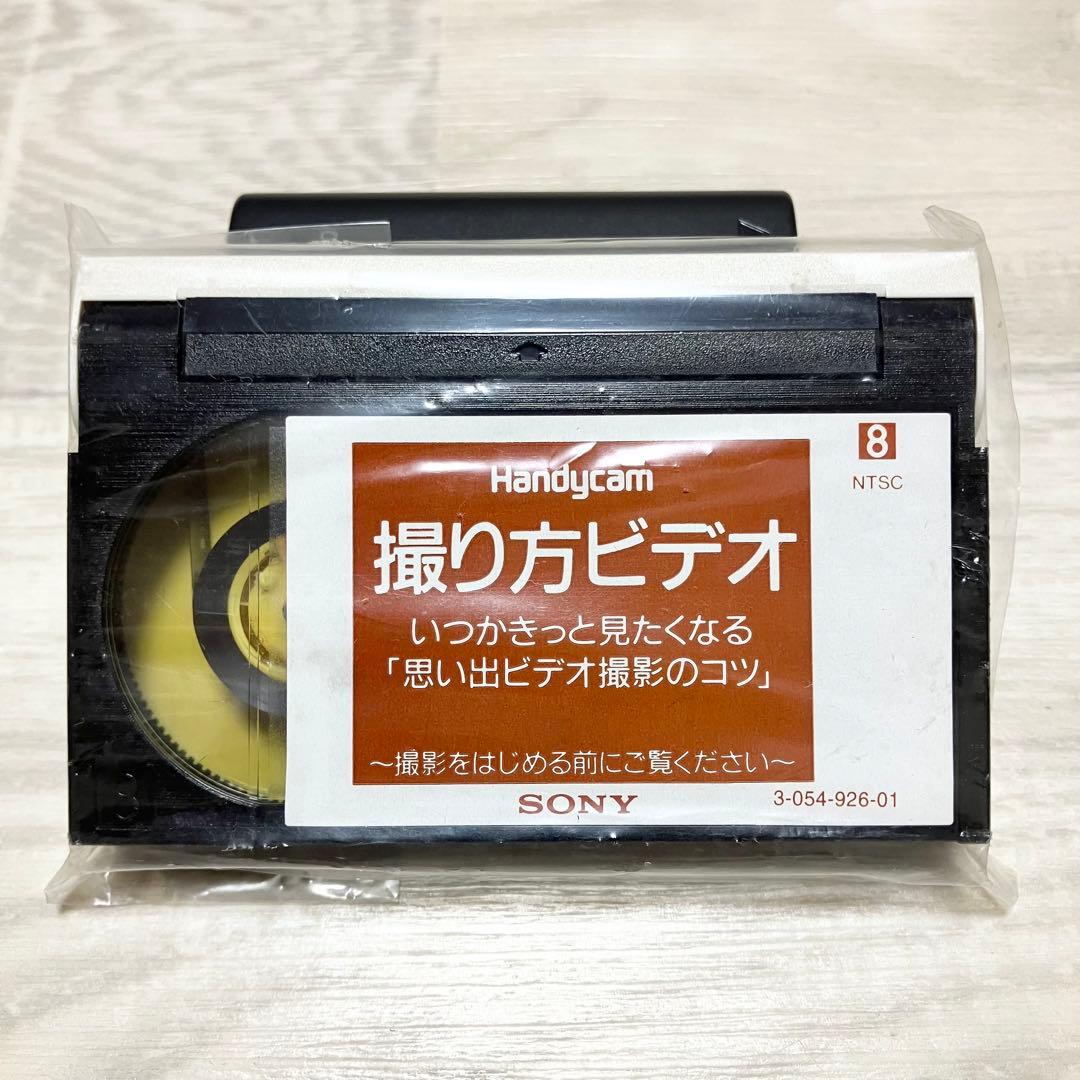 8
NTSC
Handycam
撮り方ビデオ
いつかきっと見たくなる
「思い出ビデオ撮影のコツ」
～撮影をはじめる前にご覧ください～
SONY
3-054-926-01